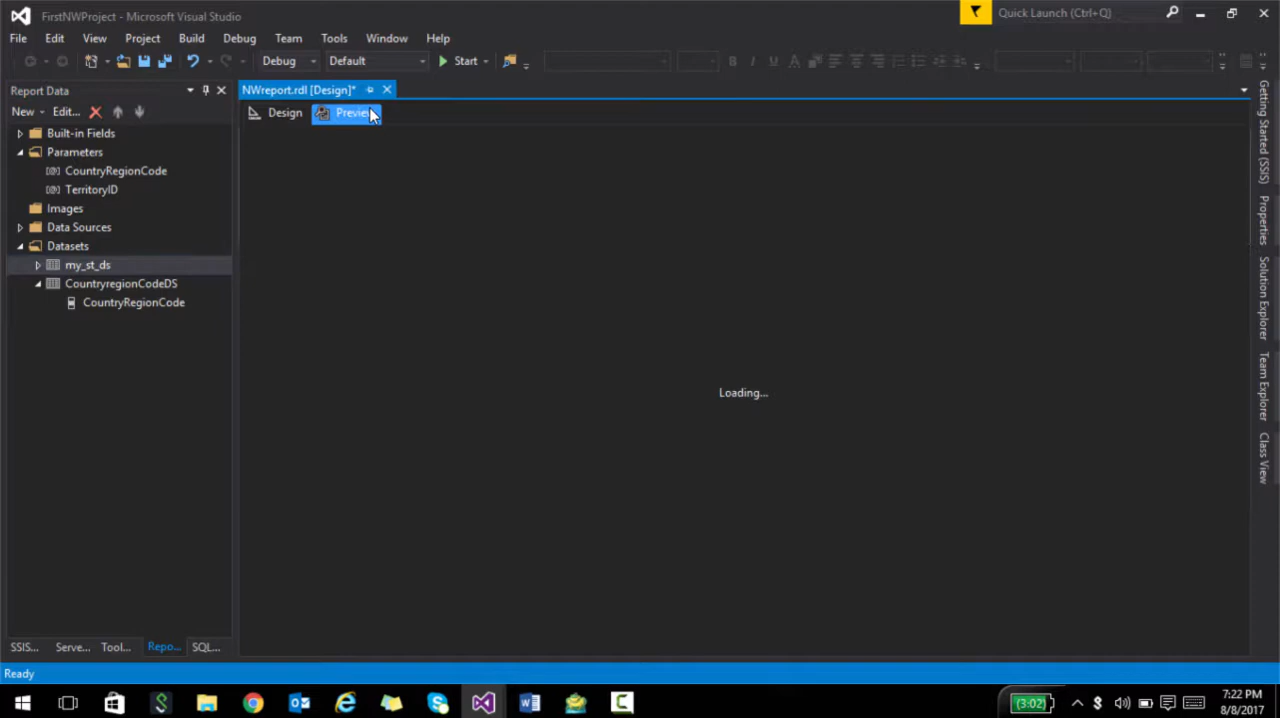 FirstNWProject - Microsoft Visual Studio
Quick Launch (Ctrl+Q)
File Edit View Project Build Debug Team Tools Window Help
Debug Default Start
Report Data
NWreport.rdl [Design]*
New Edit...
Design Preview
Built-in Fields
Parameters
CountryRegionCode
TerritoryID
Images
Data Sources
Datasets
my_st_ds
CountryregionCodeDS
CountryRegionCode
Loading...
Getting Started (SSIS)
Properties
Solution Explorer
Team Explorer
Class View
SSIS... Serve... Tool... Repo... SQL...
Ready
(3:02)
7:22 PM
8/8/2017